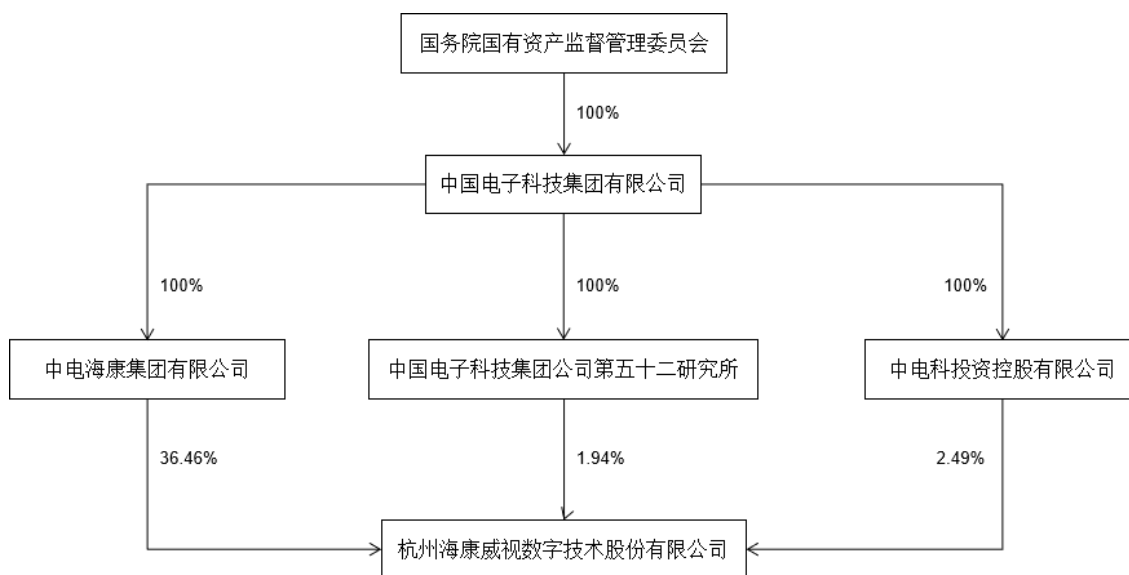 国务院国有资产监督管理委员会
100%
中国电子科技集团有限公司
100%
100%
100%
中电海康集团有限公司
中国电子科技集团公司第五十二研究所
中电科投资控股有限公司
36.46%
1.94%
2.49%
杭州海康威视数字技术股份有限公司